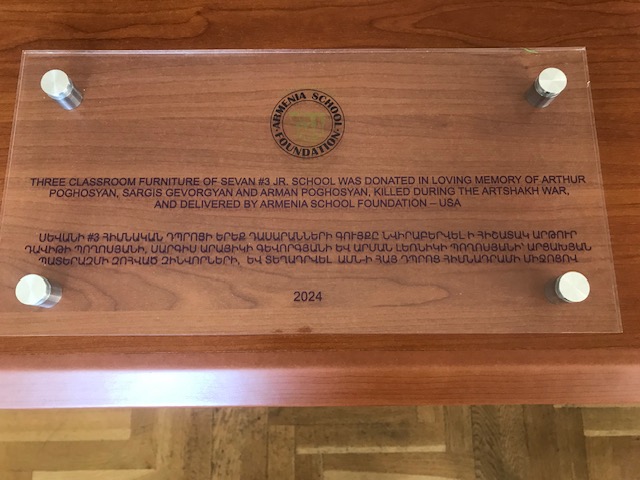 ARMENIA SCHOOL
FOUNDATION
THREE CLASSROOM FURNITURE OF SEVAN #3 JR. SCHOOL WAS DONATED IN LOVING MEMORY OF ARTHUR
POGHOSYAN, SARGIS GEVORGYAN AND ARMAN POGHOSYAN, KILLED DURING THE ARTSHAKH WAR,
AND DELIVERED BY ARMENIA SCHOOL FOUNDATION – USA
ՍԵՎԱՆԻ #3 ՀԻՄՆԱԿԱՆ ԴՊՐՈՑԻ ԵՐԵՔ ԴԱՍԱՐԱՆՆԵՐԻ ԳՈՒՅՔԸ ՆՎԻՐԱԲԵՐՎԵԼ Է ՀԻՇԱՏԱԿ ԱՐԹՈՒՐ
ԴԱՎԻԹԻ ՊՈՂՈՍՅԱՆԻ, ՍԱՐԳԻՍ ԱՐԱՅԻԿԻ ԳԵՎՈՐԳՅԱՆԻ ԵՎ ԱՐՄԱՆ ԼԵՌՆԻԿԻ ՊՈՂՈՍՅԱՆԻ՝ ԱՐՑԱԽՅԱՆ
ՊԱՏԵՐԱԶՄԻ ԶՈՀՎԱԾ ԶԻՆՎՈՐՆԵՐԻ, ԵՎ ՏԵՂԱԴՐՎԵԼ ԱՄՆ-Ի ՀԱՅ ԴՊՐՈՑ ՀԻՄՆԱԴՐԱՄԻ ՄԻՋՈՑՈՎ
2024